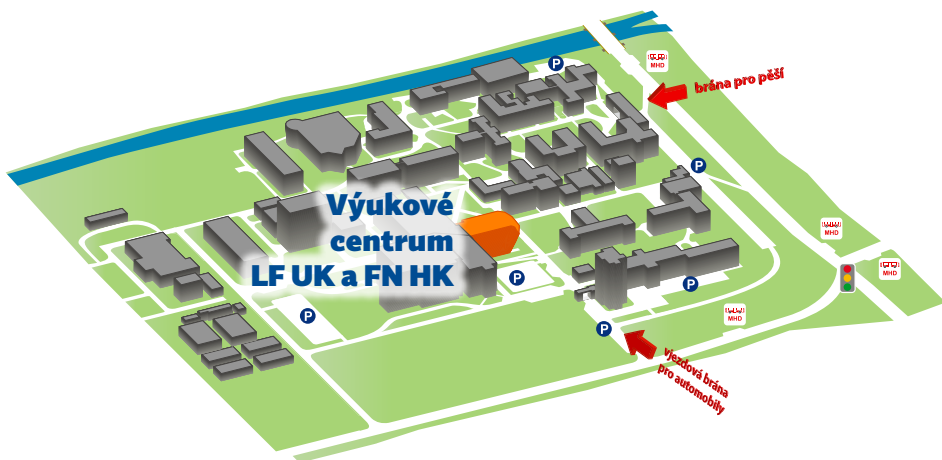 P
MHD
brána pro pěší
P
Výukové
centrum
LF UK a FN HK
MHD
MHD
P
P
MHD
P
P
vjezdová brána
pro automobily